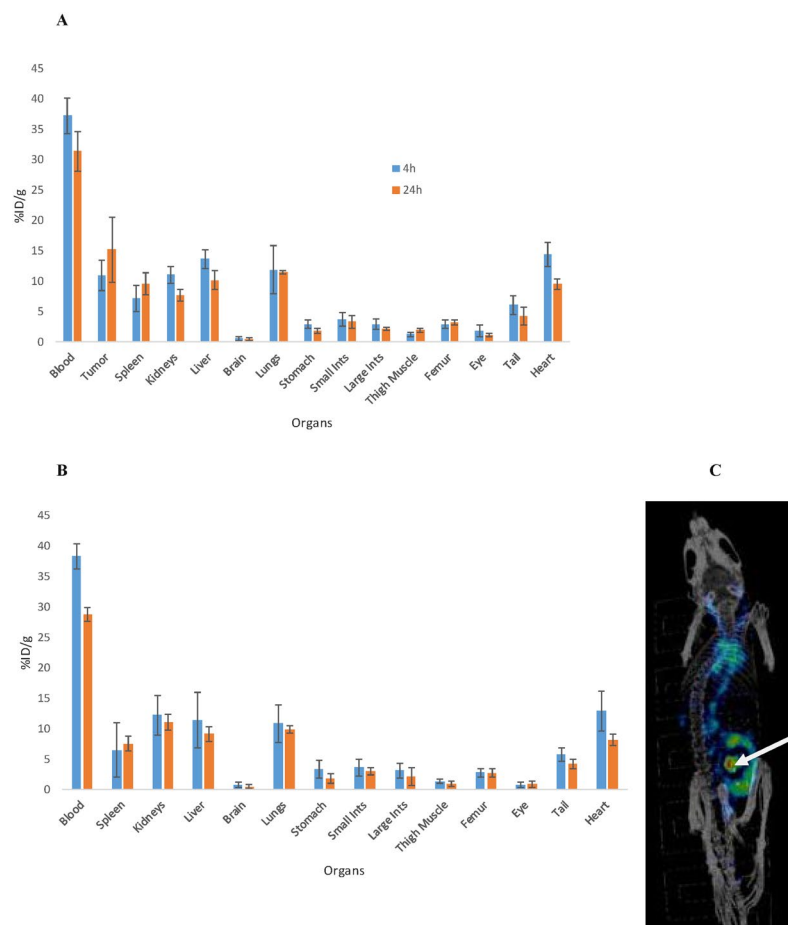 A
45
40
35
30
25
20
15
10
5
0
%ID/g
4h
24h
Blood
Tumor
Spleen
Kidneys
Liver
Brain
Lungs
Stomach
Small Ints
Large Ints
Thigh Muscle
Femur
Eye
Tail
Heart
Organs
B
C
45
40
35
30
25
20
15
10
5
0
%ID/g
Blood
Spleen
Kidneys
Liver
Brain
Lungs
Stomach
Small Ints
Large Ints
Thigh Muscle
Femur
Eye
Tail
Heart
Organs